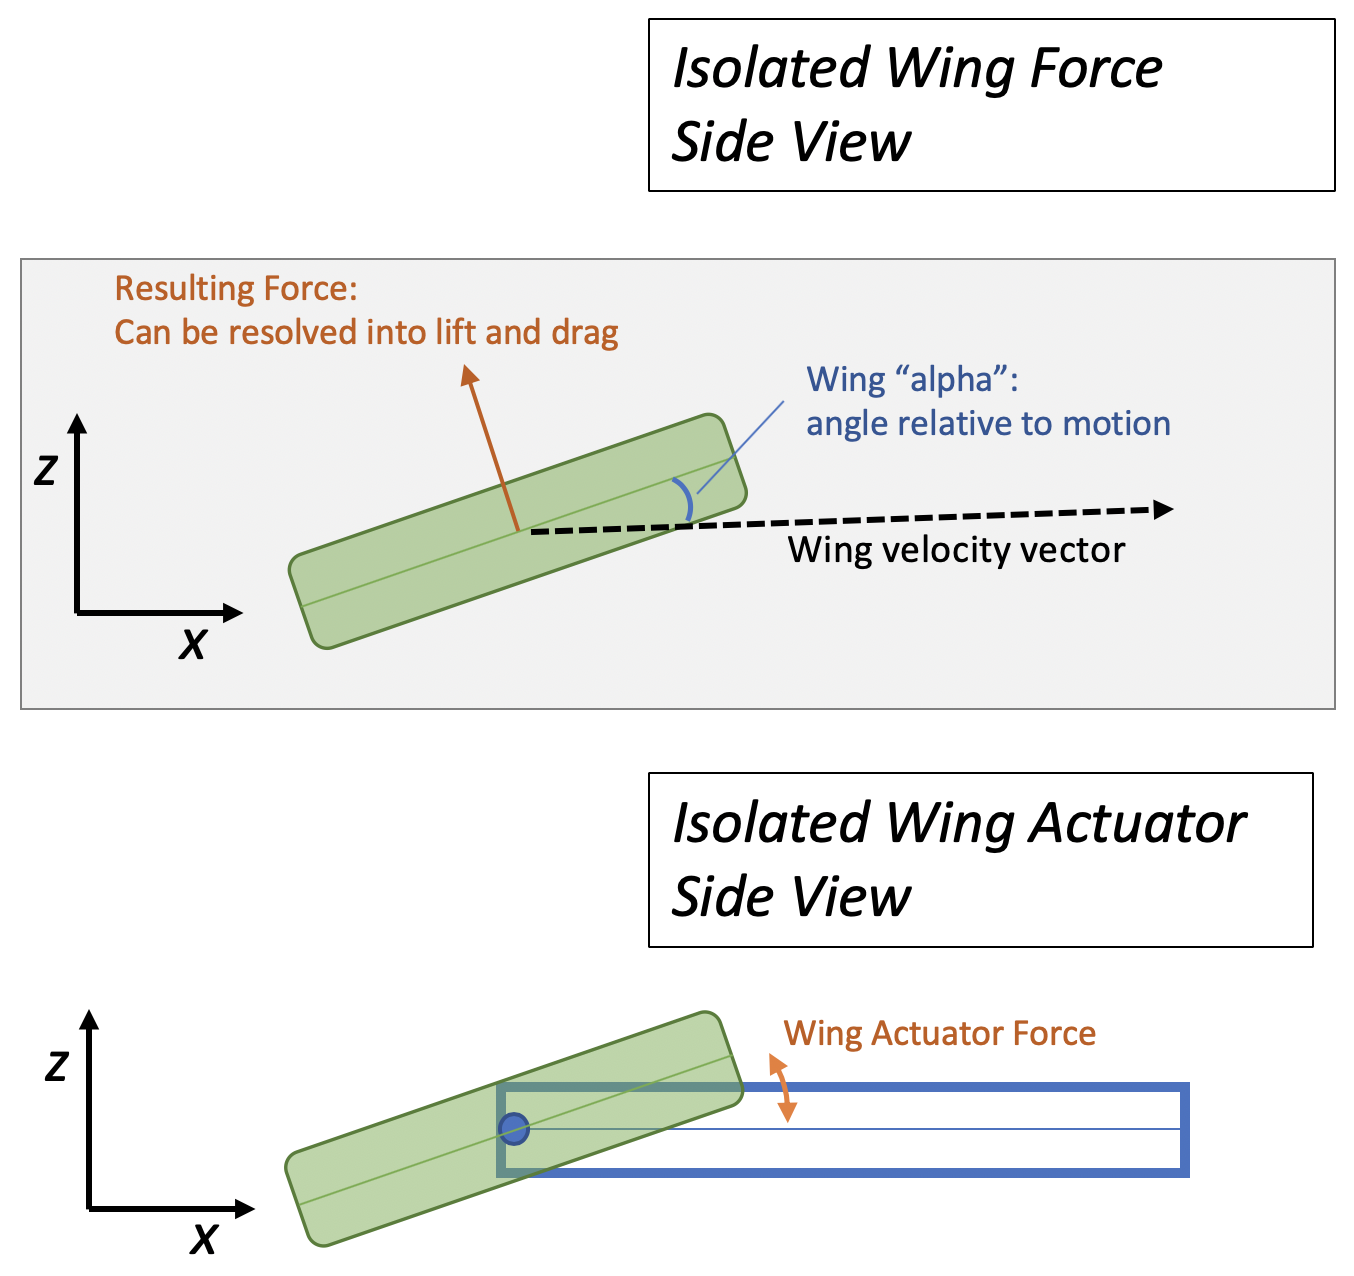 Isolated Wing Force
Side View
Resulting Force:
Can be resolved into lift and drag
Wing “alpha”:
angle relative to motion
Z
Wing velocity vector
X
Isolated Wing Actuator
Side View
Wing Actuator Force
Z
X